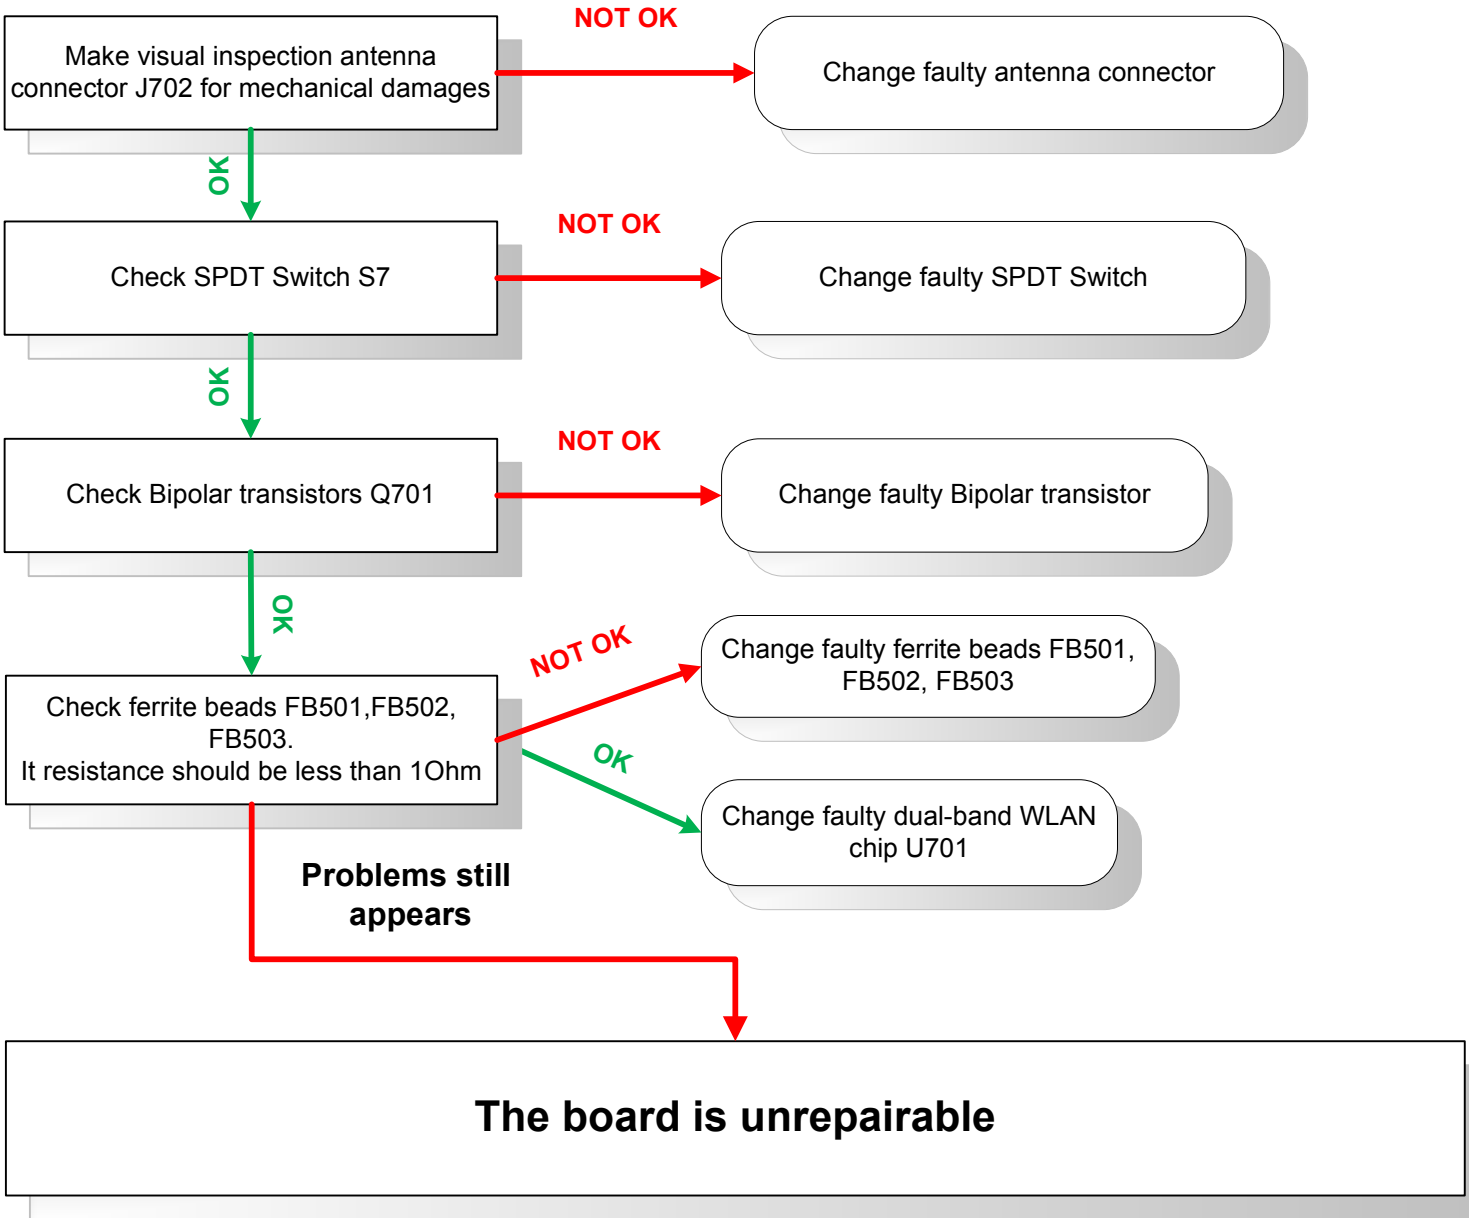 NOT OK
Make visual inspection antenna
connector J702 for mechanical damages
Change faulty antenna connector
OK
NOT OK
Check SPDT Switch S7
Change faulty SPDT Switch
OK
NOT OK
Check Bipolar transistors Q701
Change faulty Bipolar transistor
OK
NOT OK
Change faulty ferrite beads FB501,
FB502, FB503
Check ferrite beads FB501,FB502,
FB503.
It resistance should be less than 1Ohm
OK
Change faulty dual-band WLAN
chip U701
Problems still
appears
The board is unrepairable